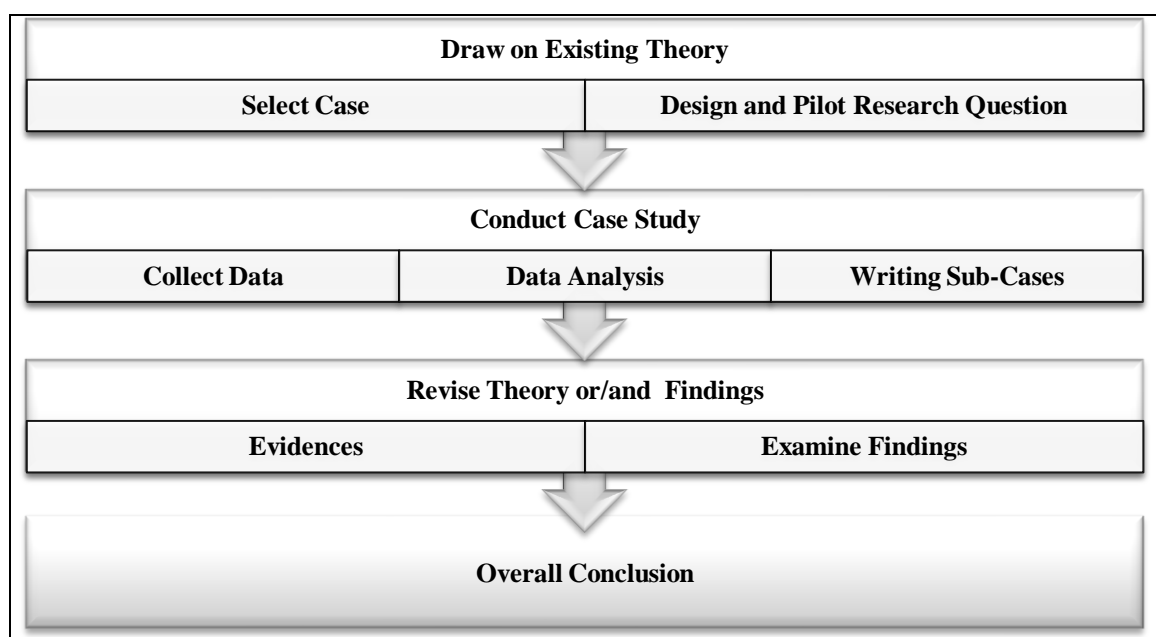 Draw on Existing Theory
Select Case
Design and Pilot Research Question
Conduct Case Study
Collect Data
Data Analysis
Writing Sub-Cases
Revise Theory or/and  Findings
Evidences
Examine Findings
Overall Conclusion